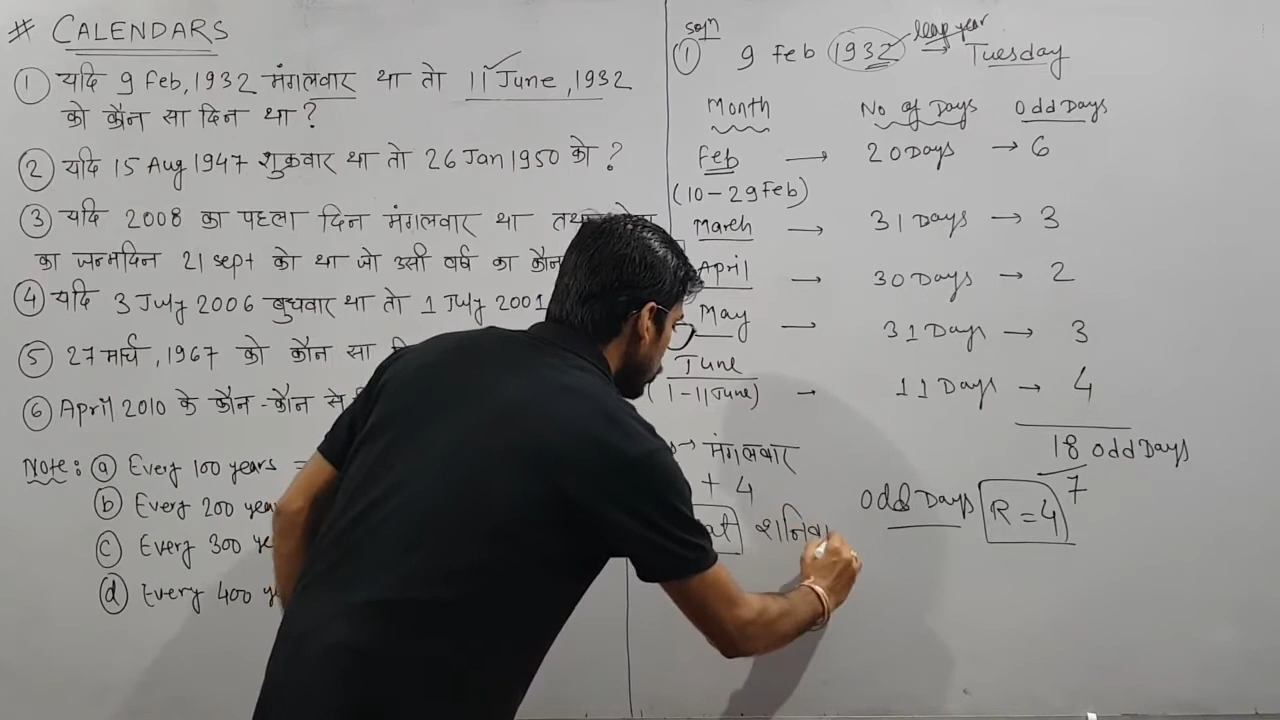 # CALENDARS
① यदि 9 Feb, 1932 मंगलवार था तो 11 June, 1932
को कौन सा दिन था ?
② यदि 15 Aug 1947 शुक्रवार था तो 26 Jan 1950 को ?
③ यदि 2008 का पहला दिन मंगलवार था
का जन्मदिन 21 sept को था जो उसी वर्ष का कौन
④ यदि 3 July 2006 बुधवार था तो 1 July 2001
⑤ 27 मार्च, 1967 को कौन सा
⑥ April 2010 के कौन-कौन से
Note: ⓐ Every 100 years =
ⓑ Every 200
ⓒ Every 300
ⓓ Every 400
Soln
① 9 Feb 1932 → Tuesday
leap year
Month No of Days Odd Days
Feb → 20 Days → 6
(10 - 29 Feb)
March → 31 Days → 3
April 30 Days → 2
May → 31 Days → 3
June
(1-11 June) → 11 Days → 4
18 Odd Days
7
→ मंगलवार
+ 4
Odd Days R = 4